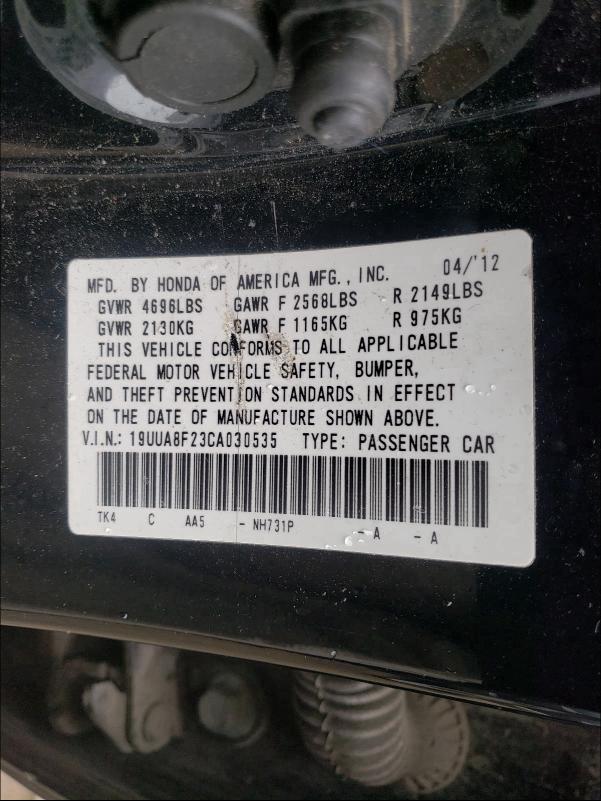 MFD. BY HONDA OF AMERICA MFG., INC. 04/'12
GVWR 4696LBS GAWR F 2568LBS R 2149LBS
GVWR 2130KG GAWR F 1165KG R 975KG
THIS VEHICLE CONFORMS TO ALL APPLICABLE
FEDERAL MOTOR VEHICLE SAFETY, BUMPER,
AND THEFT PREVENTION STANDARDS IN EFFECT
ON THE DATE OF MANUFACTURE SHOWN ABOVE.
V.I.N.: 19UUA8F23CA030535 TYPE: PASSENGER CAR
TK4 C AA5 - NH731P - A - A